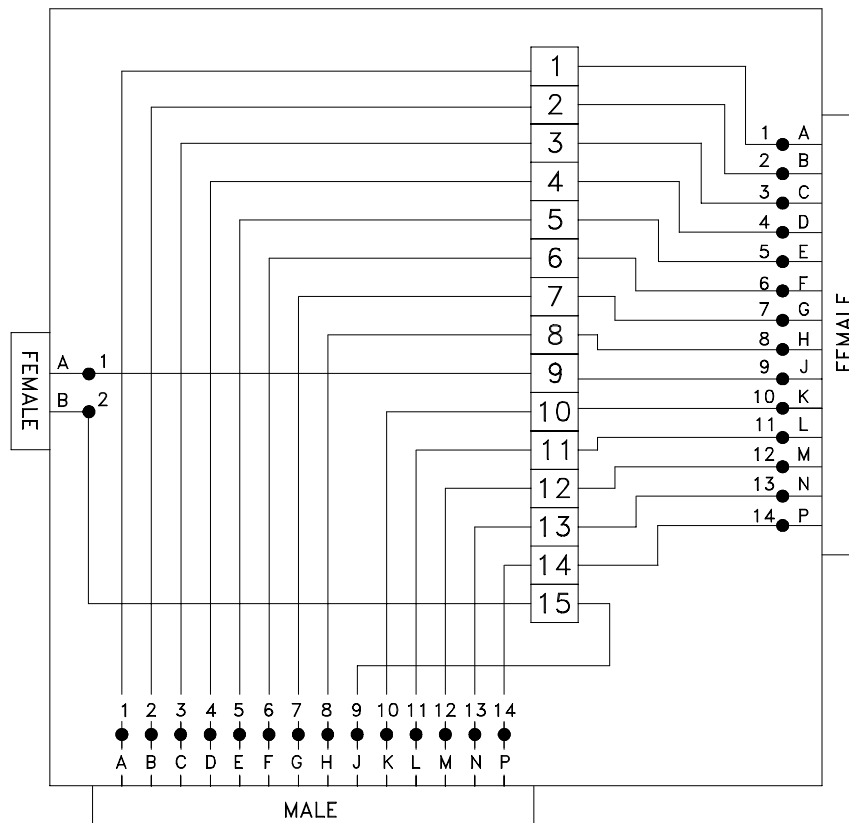 1
2
3
4
5
6
7
8
9
10
11
12
13
14
15
1 A
2 B
3 C
4 D
5 E
6 F
7 G
8 H
9 J
10 K
11 L
12 M
13 N
14 P
FEMALE
FEMALE
A 1
B 2
1 2 3 4 5 6 7 8 9 10 11 12 13 14
A B C D E F G H J K L M N P
MALE